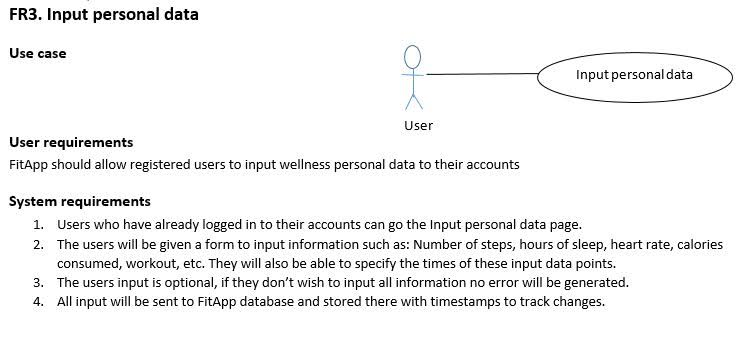 FR3. Input personal data
Use case
Input personal data
User
User requirements
FitApp should allow registered users to input wellness personal data to their accounts
System requirements
1. Users who have already logged in to their accounts can go the Input personal data page.
2. The users will be given a form to input information such as: Number of steps, hours of sleep, heart rate, calories
consumed, workout, etc. They will also be able to specify the times of these input data points.
3. The users input is optional, if they don't wish to input all information no error will be generated.
4. All input will be sent to FitApp database and stored there with timestamps to track changes.